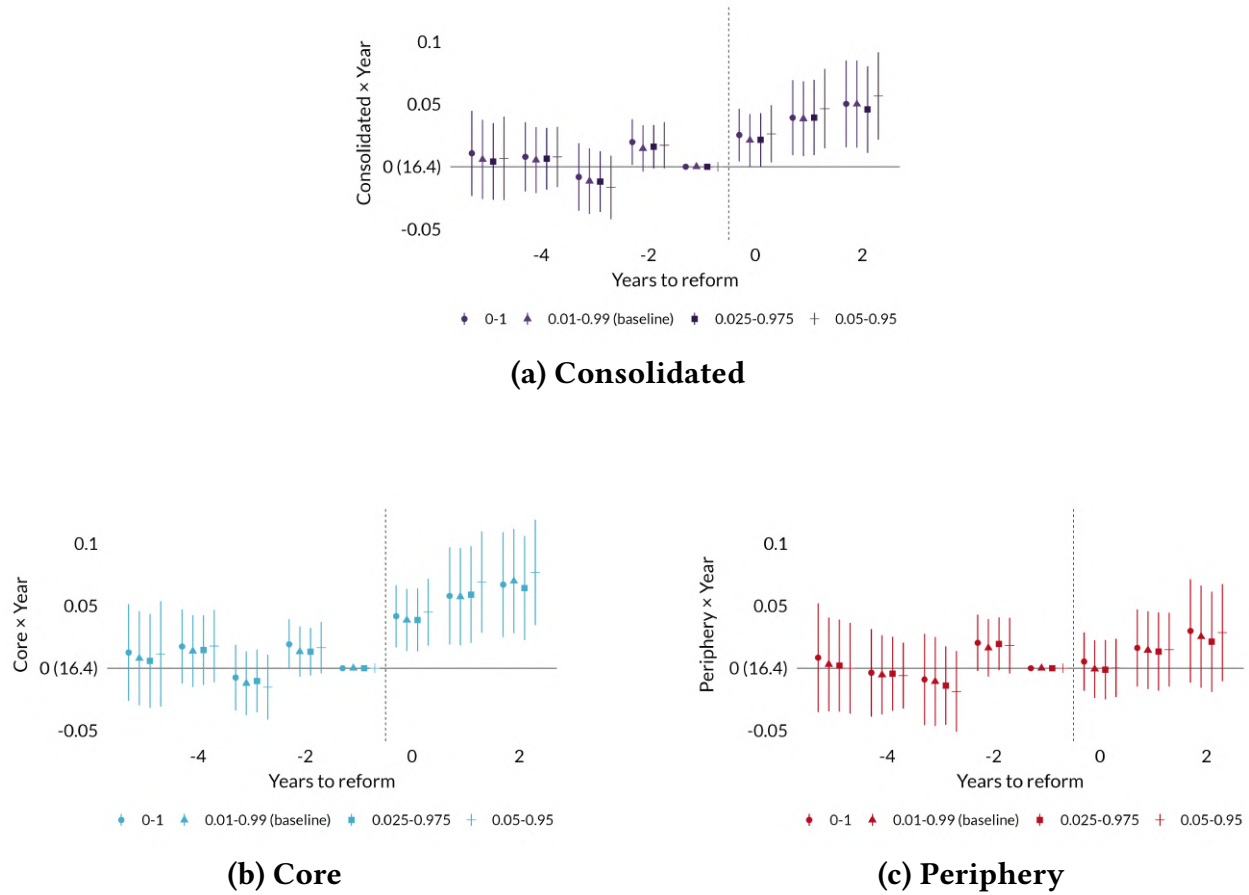 Consolidated × Year
0.1
0.05
0 (16.4)
-0.05
-4 -2 0 2
Years to reform
0-1 0.01-0.99 (baseline) 0.025-0.975 0.05-0.95
(a) Consolidated
Core × Year
0.1
0.05
0 (16.4)
-0.05
-4 -2 0 2
Years to reform
0-1 0.01-0.99 (baseline) 0.025-0.975 0.05-0.95
(b) Core
Periphery × Year
0.1
0.05
0 (16.4)
-0.05
-4 -2 0 2
Years to reform
0-1 0.01-0.99 (baseline) 0.025-0.975 0.05-0.95
(c) Periphery